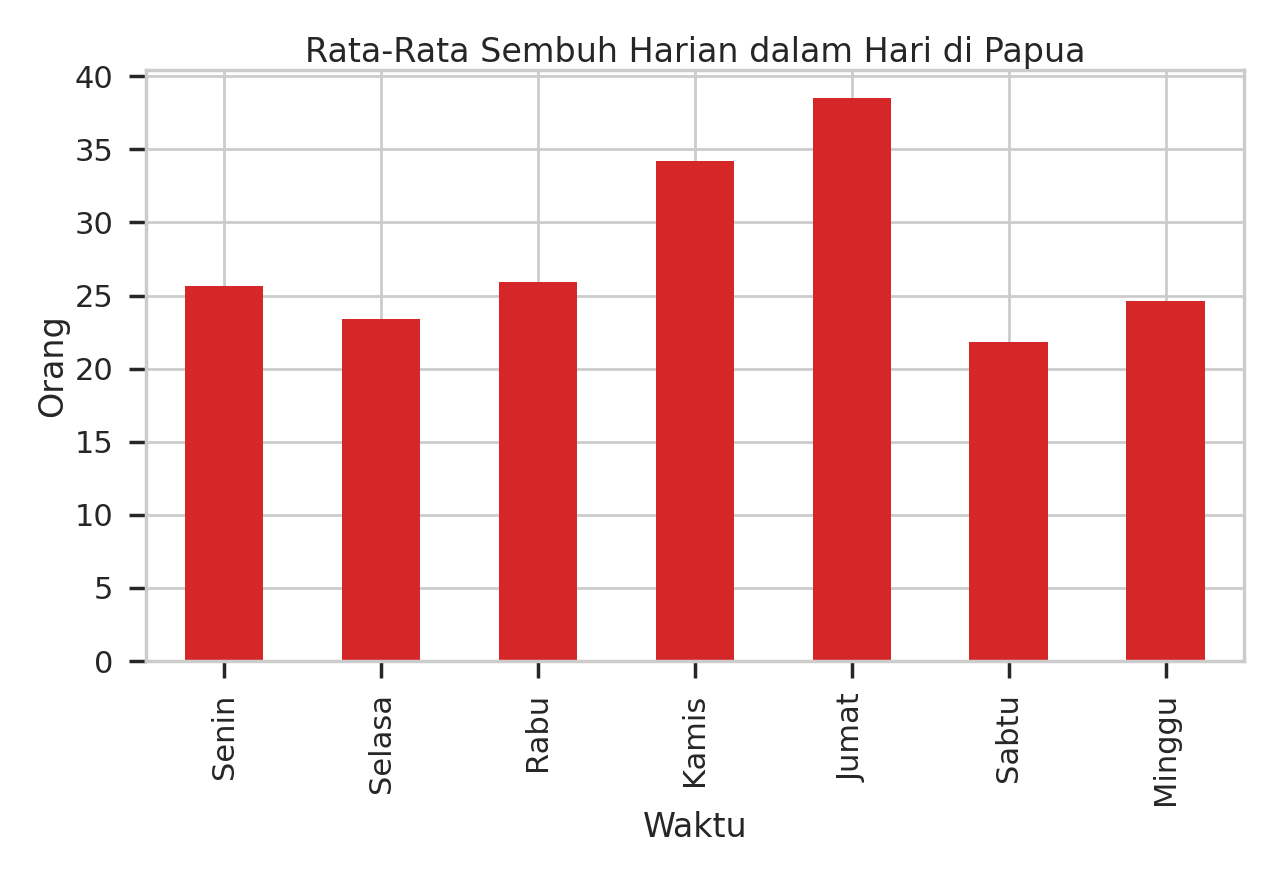 Rata-Rata Sembuh Harian dalam Hari di Papua
40
35
30
25
20
15
10
5
0
Orang
Senin
Selasa
Rabu
Kamis
Jumat
Sabtu
Minggu
Waktu